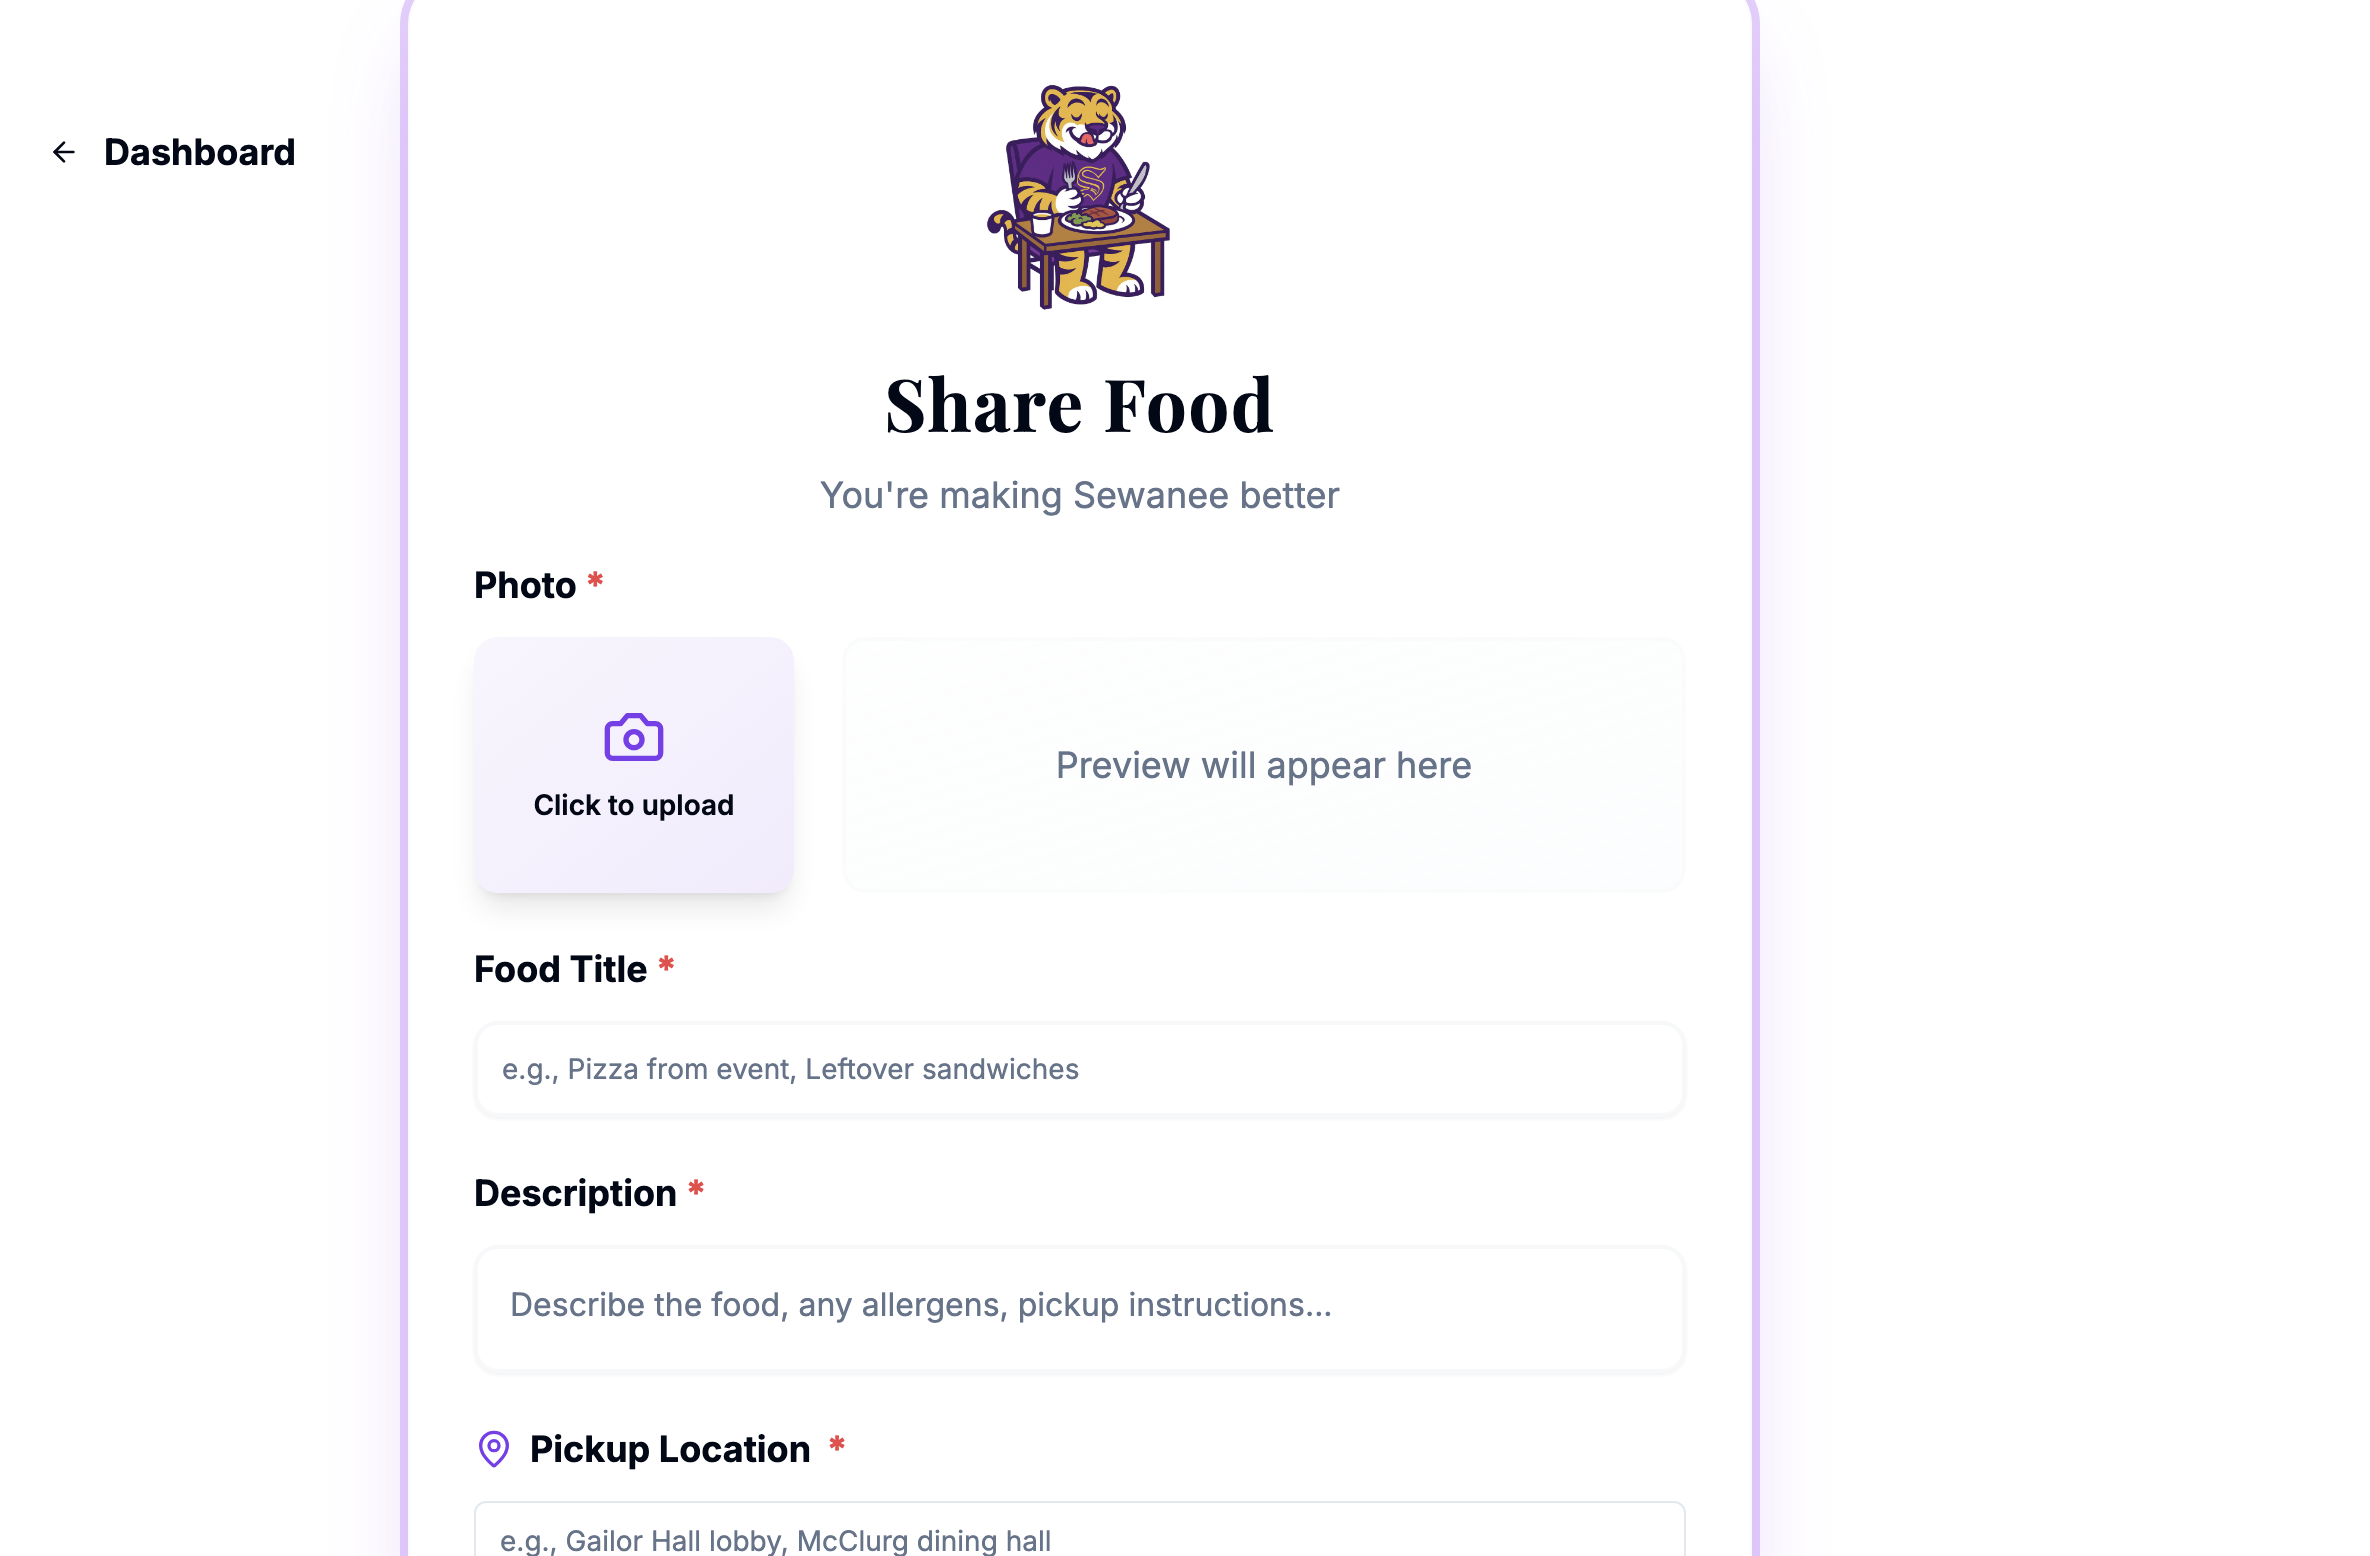 Dashboard
S
Share Food
You're making Sewanee better
Photo *
Click to upload
Preview will appear here
Food Title *
e.g., Pizza from event, Leftover sandwiches
Description *
Describe the food, any allergens, pickup instructions...
Pickup Location *
e.g., Gailor Hall lobby, McClurg dining hall